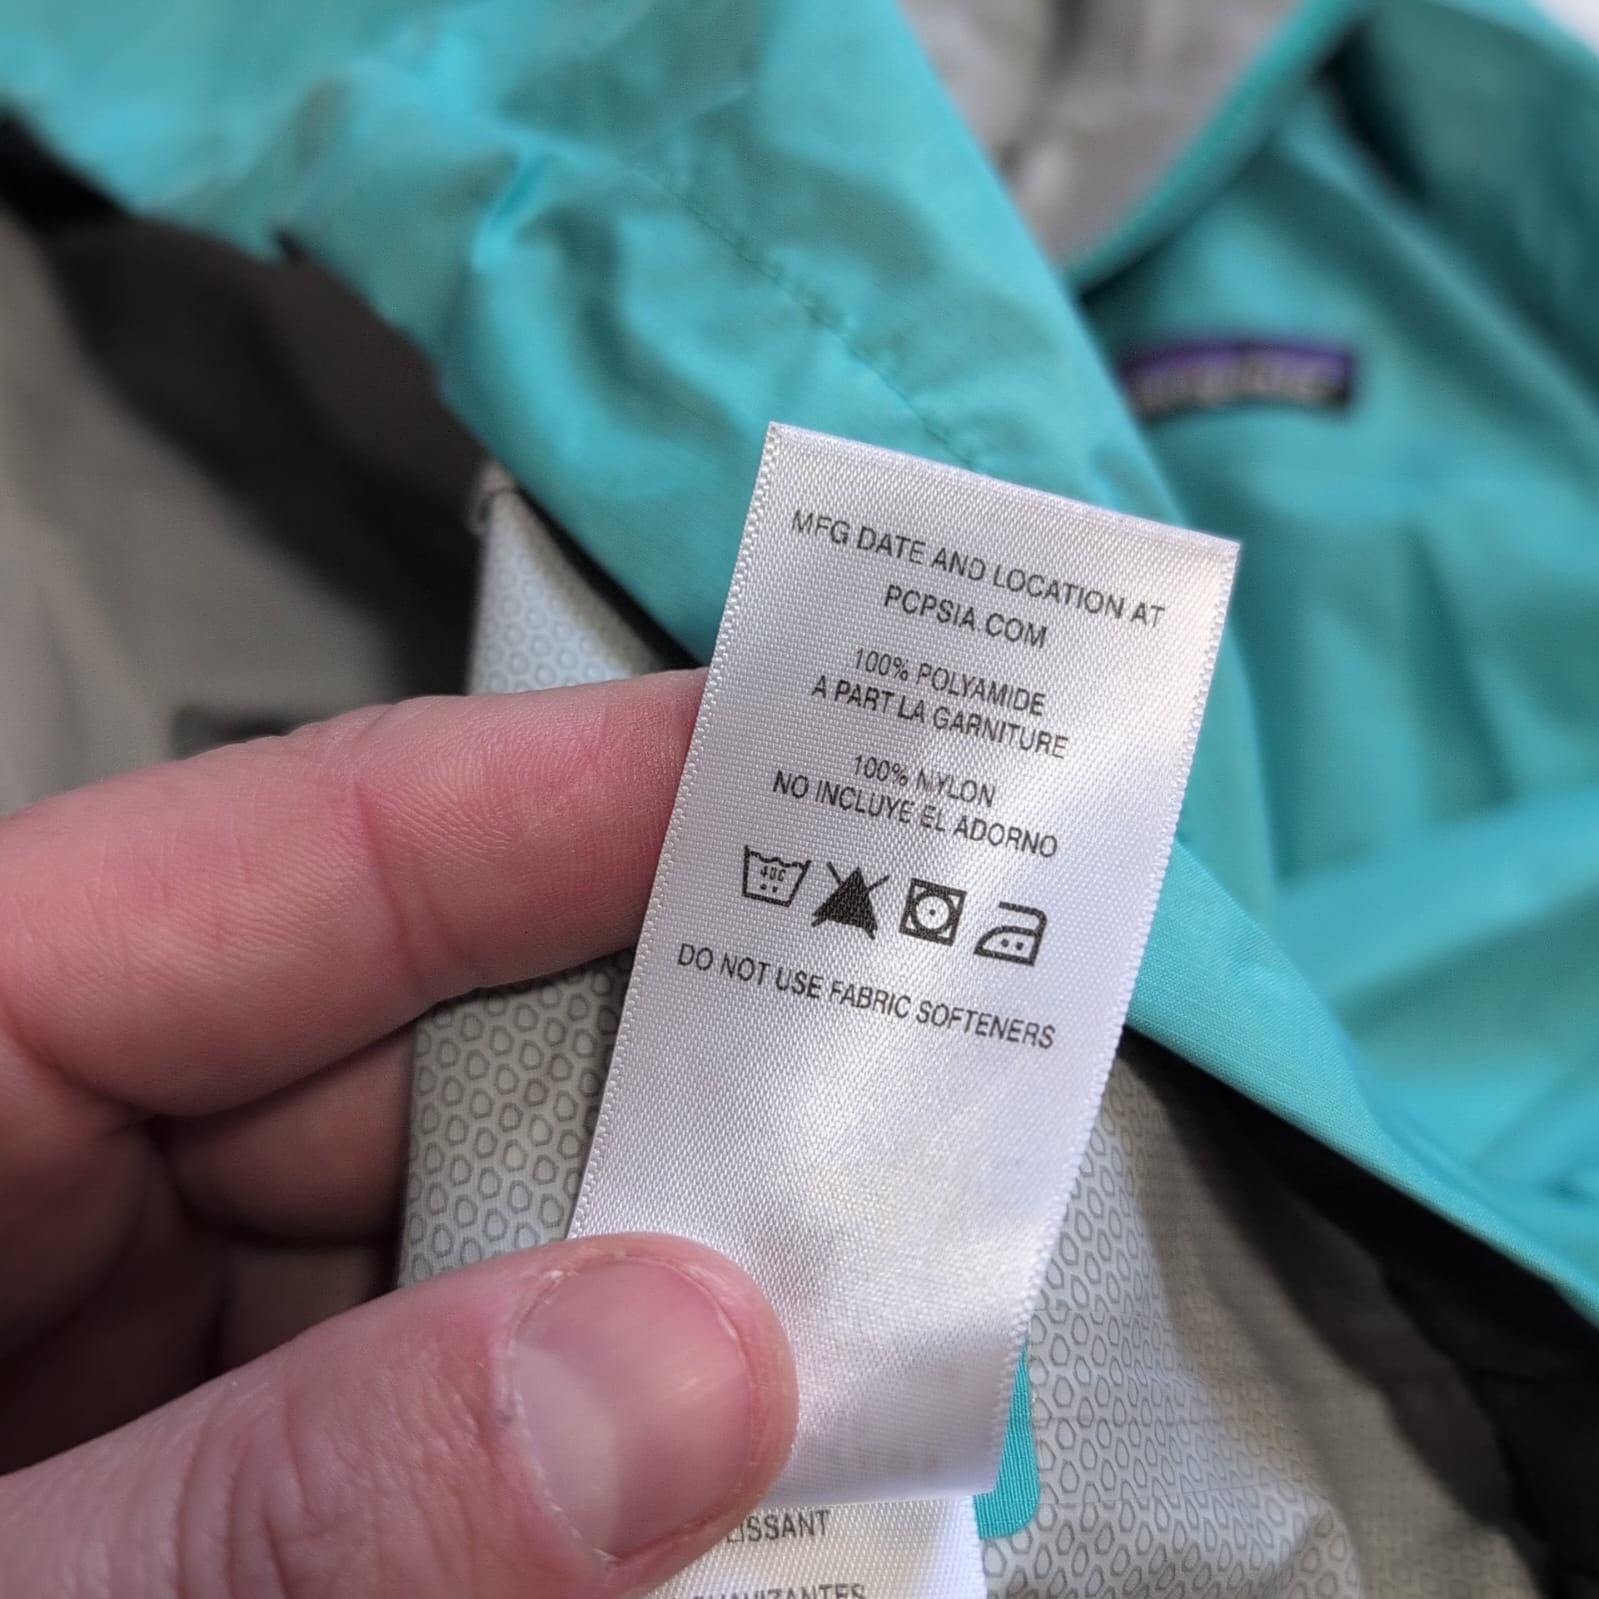 MFG DATE AND LOCATION AT
PCPSIA.COM
100% POLYAMIDE
A PART LA GARNITURE
100% NYLON
NO INCLUYE EL ADORNO
40C
DO NOT USE FABRIC SOFTENERS